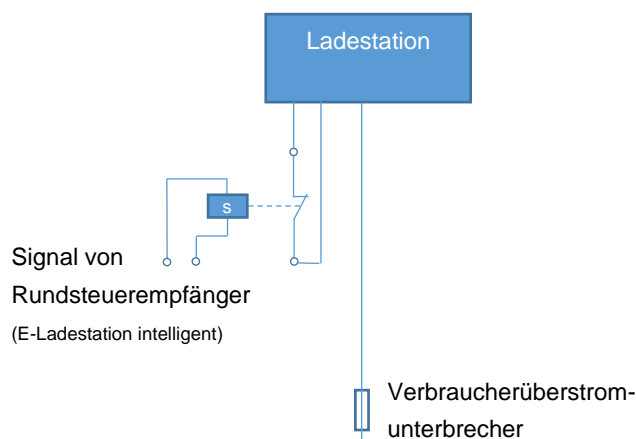 Ladestation
s
Signal von
Rundsteuerempfänger
(E-Ladestation intelligent)
Verbraucherüberstrom-
unterbrecher